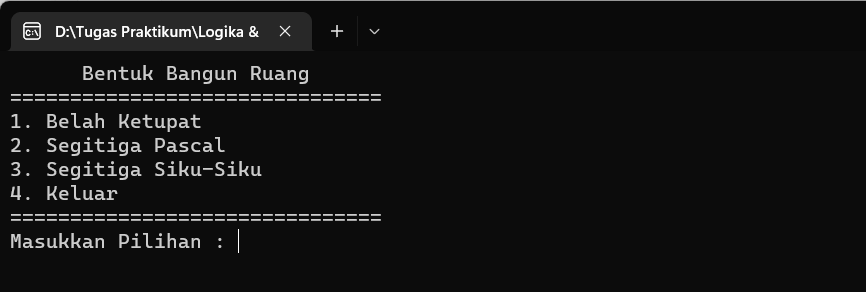 D:\Tugas Praktikum\Logika &
Bentuk Bangun Ruang
===============================
1. Belah Ketupat
2. Segitiga Pascal
3. Segitiga Siku-Siku
4. Keluar
===============================
Masukkan Pilihan :